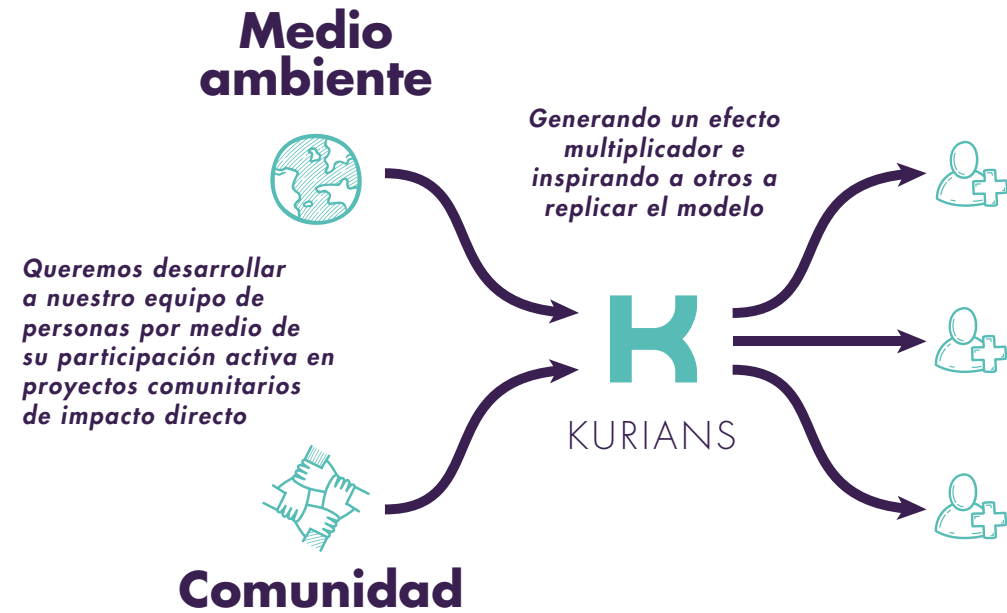 Medio
ambiente
Generando un efecto
multiplicador e
inspirando a otros a
replicar el modelo
Queremos desarrollar
a nuestro equipo de
personas por medio de
su participación activa en
proyectos comunitarios
de impacto directo
K
KURIANS
Comunidad